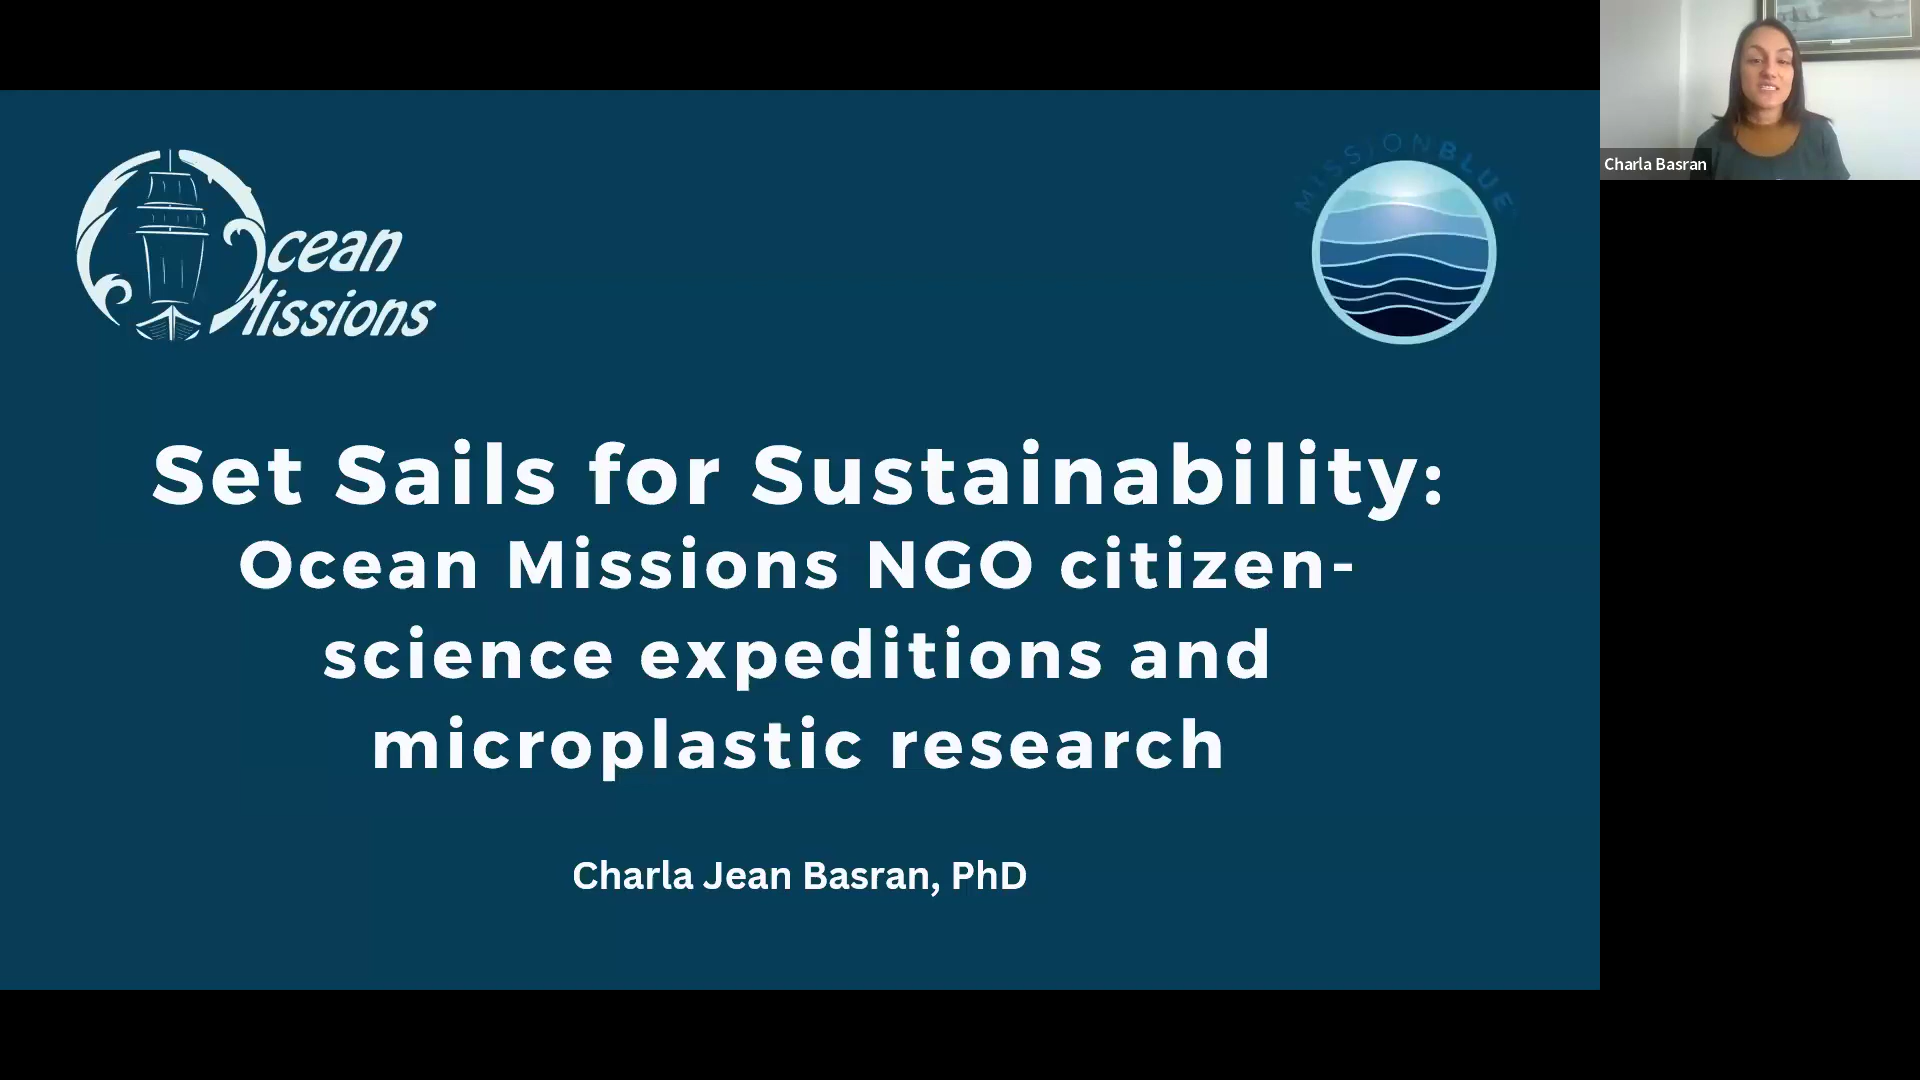 Ocean
Missions
MISSION BLUE
Charla Basran
Set Sails for Sustainability:
Ocean Missions NGO citizen-
science expeditions and
microplastic research
Charla Jean Basran, PhD